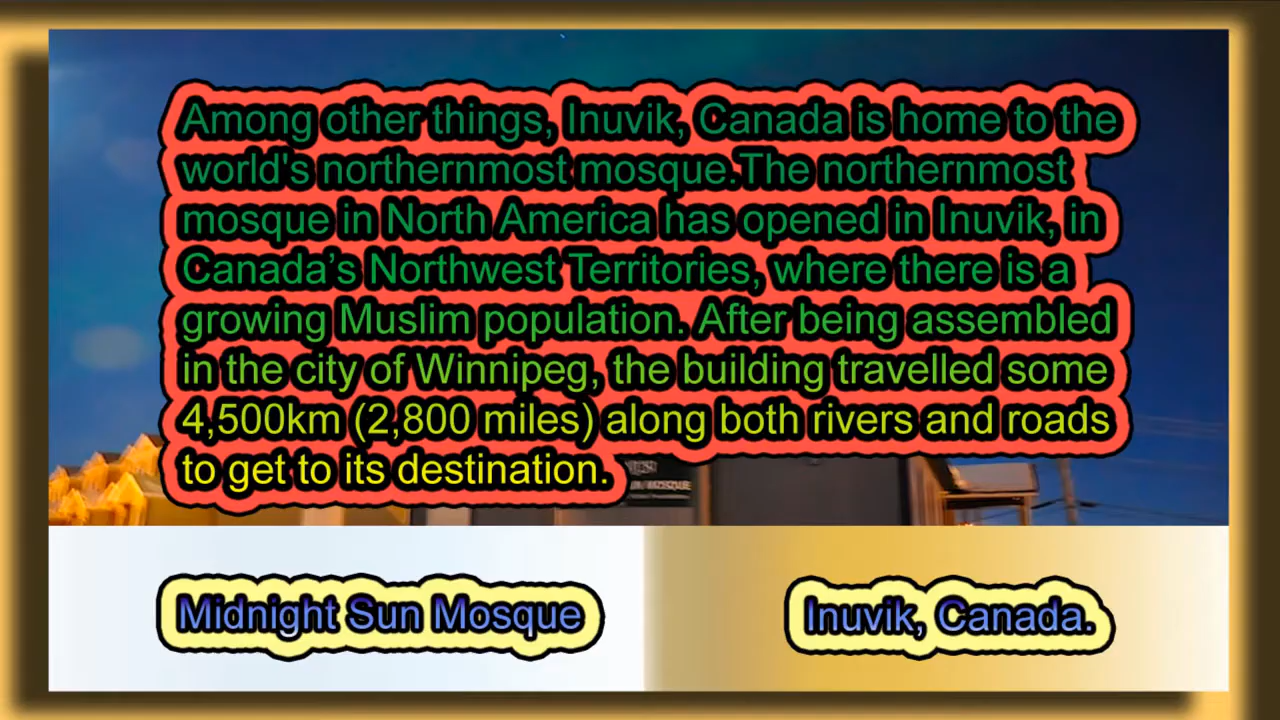 Among other things, Inuvik, Canada is home to the
world's northernmost mosque.The northernmost
mosque in North America has opened in Inuvik, in
Canada’s Northwest Territories, where there is a
growing Muslim population. After being assembled
in the city of Winnipeg, the building travelled some
4,500km (2,800 miles) along both rivers and roads
to get to its destination.
MOSQUE
Midnight Sun Mosque
Inuvik, Canada.